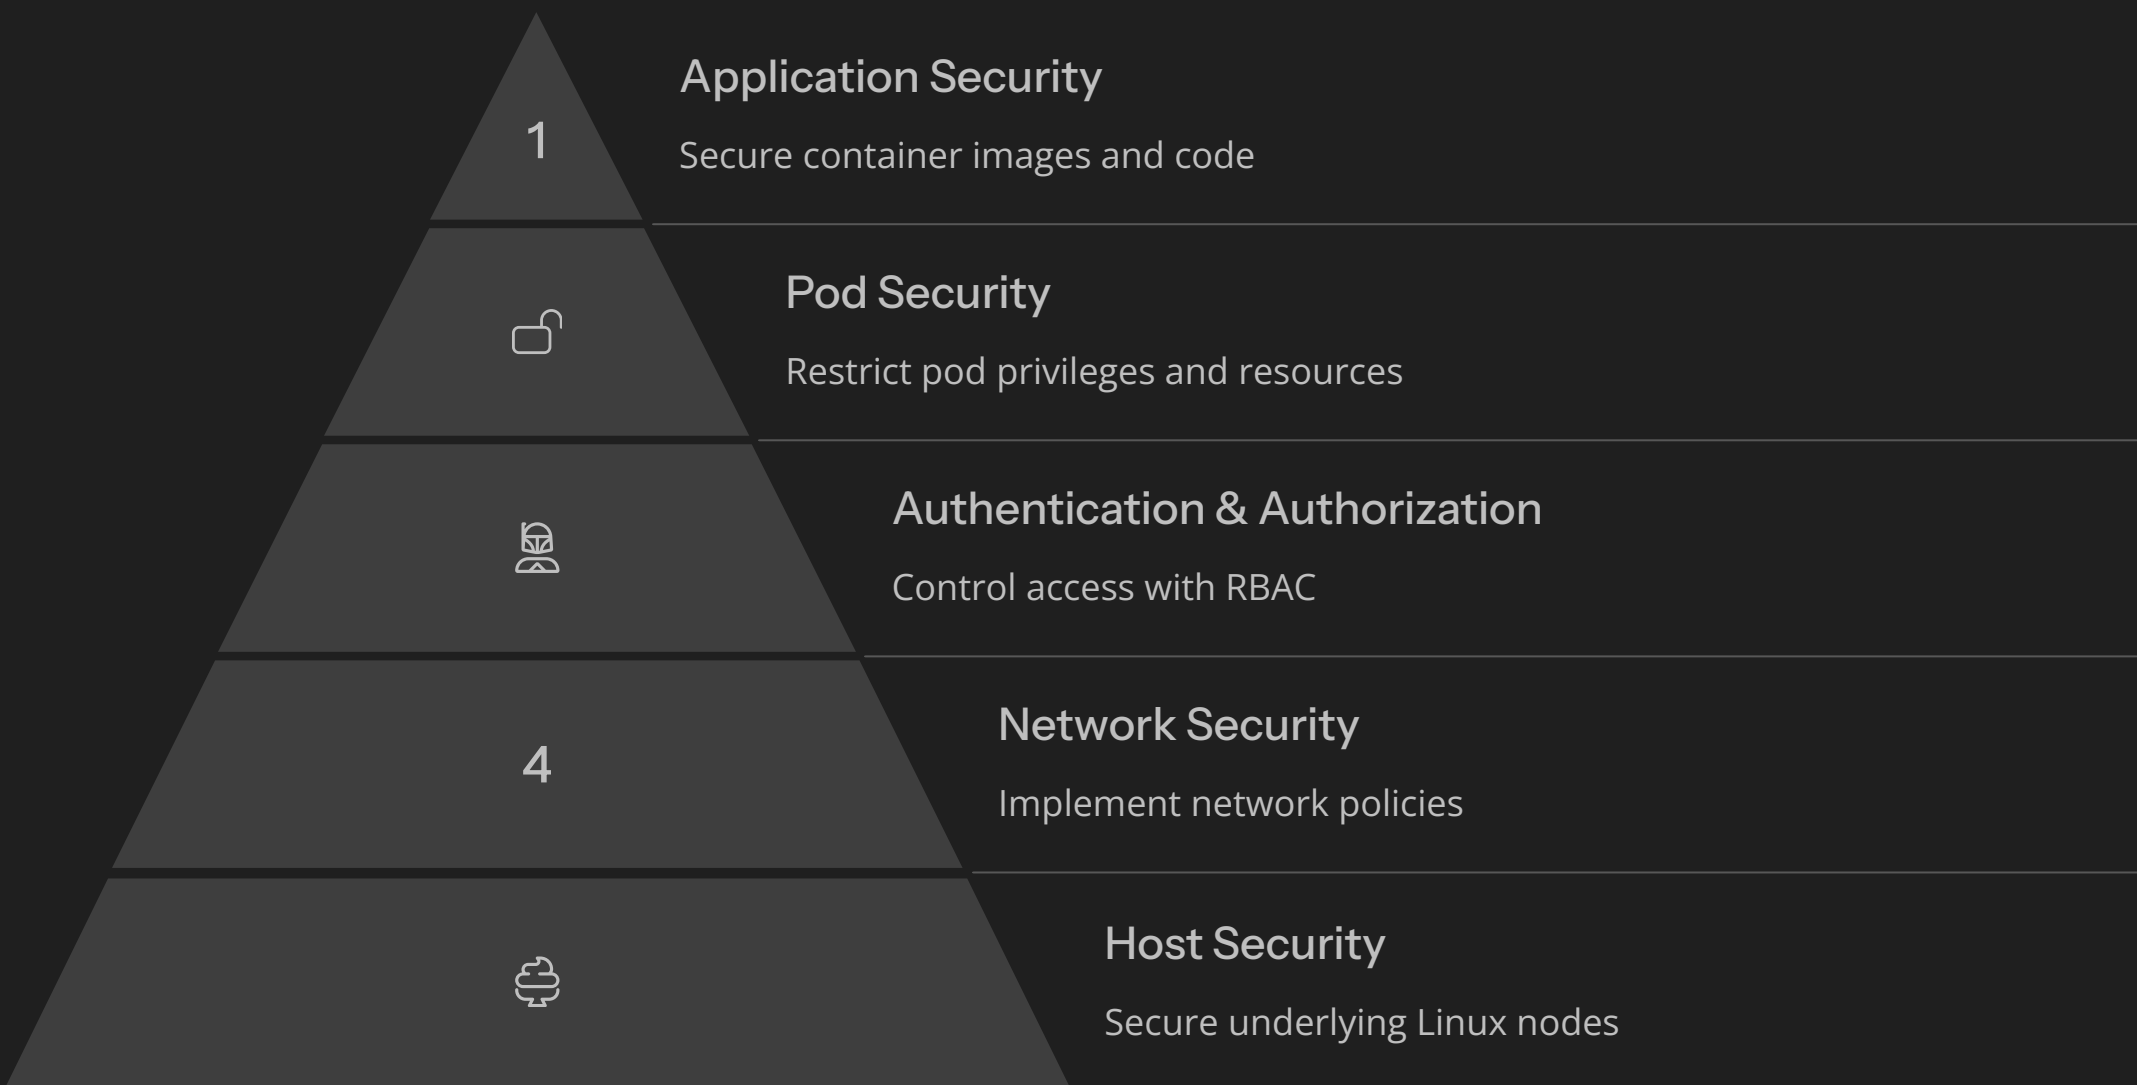 1
Application Security
Secure container images and code
Pod Security
Restrict pod privileges and resources
Authentication & Authorization
Control access with RBAC
4
Network Security
Implement network policies
Host Security
Secure underlying Linux nodes